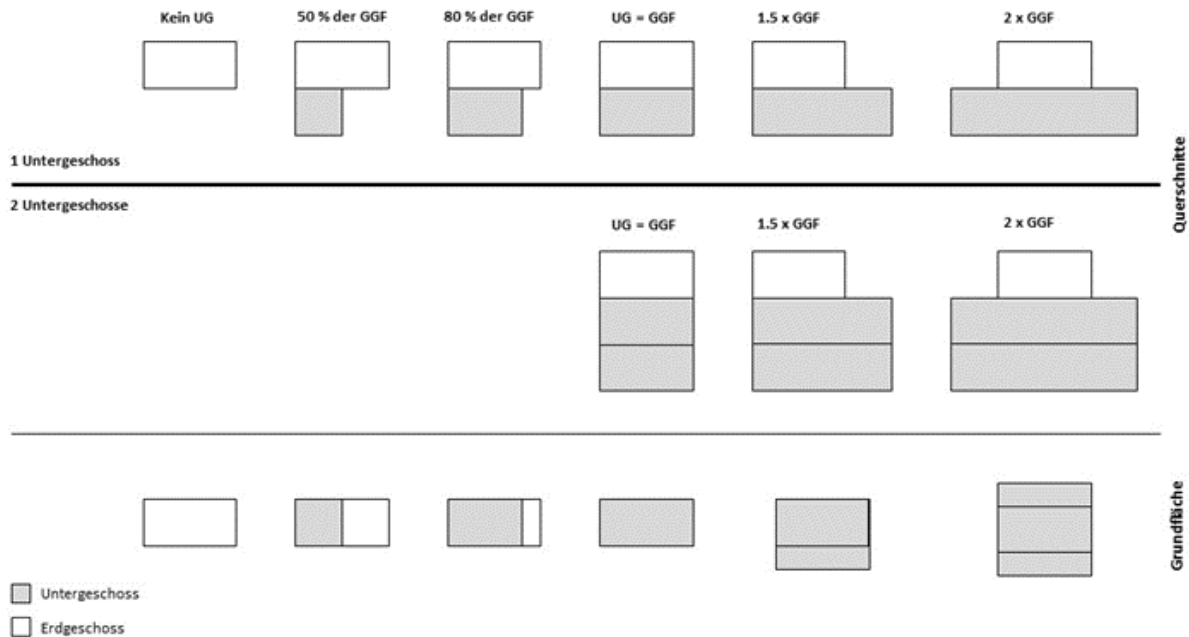 Kein UG
50 % der GGF
80 % der GGF
UG = GGF
1.5 x GGF
2 x GGF
1 Untergeschoss
Querschnitte
2 Untergeschosse
UG = GGF
1.5 x GGF
2 x GGF
Grundfläche
Untergeschoss
Erdgeschoss